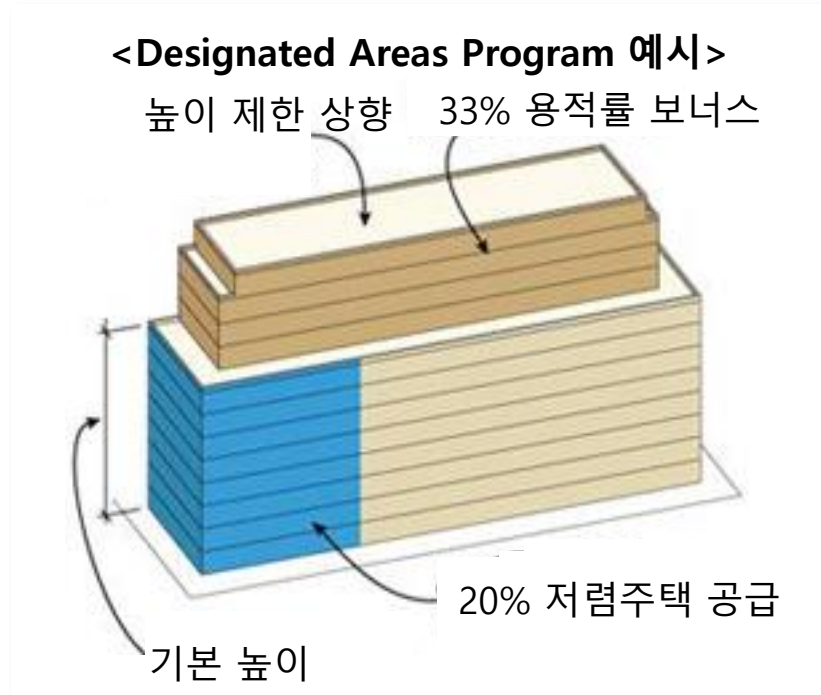 <Designated Areas Program 예시>
높이 제한 상향
33% 용적률 보너스
20% 저렴주택 공급
기본 높이